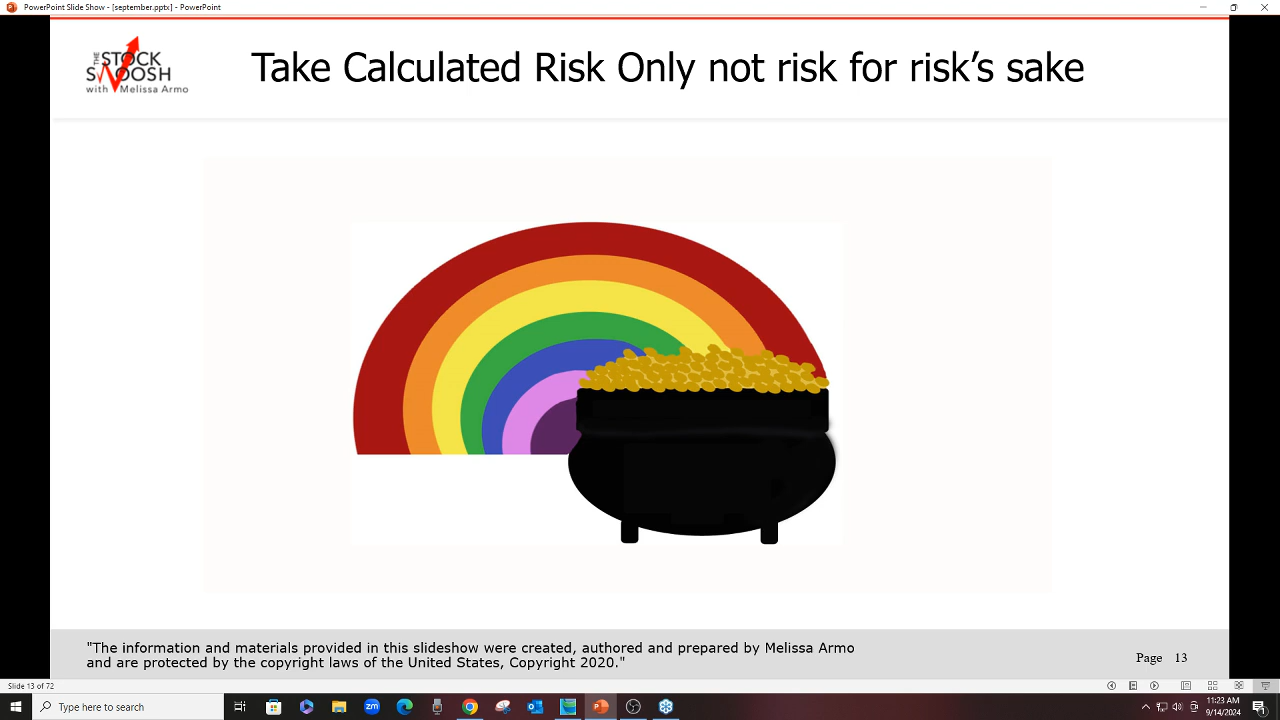 PowerPoint Slide Show - [september.pptx] - PowerPoint
THE
STOCK
SWOOSH
with Melissa Armo
Take Calculated Risk Only not risk for risk's sake
"The information and materials provided in this slideshow were created, authored and prepared by Melissa Armo
and are protected by the copyright laws of the United States, Copyright 2020."
Page 13
Slide 13 of 72
Type here to search
zm
11:23 AM
9/14/2024